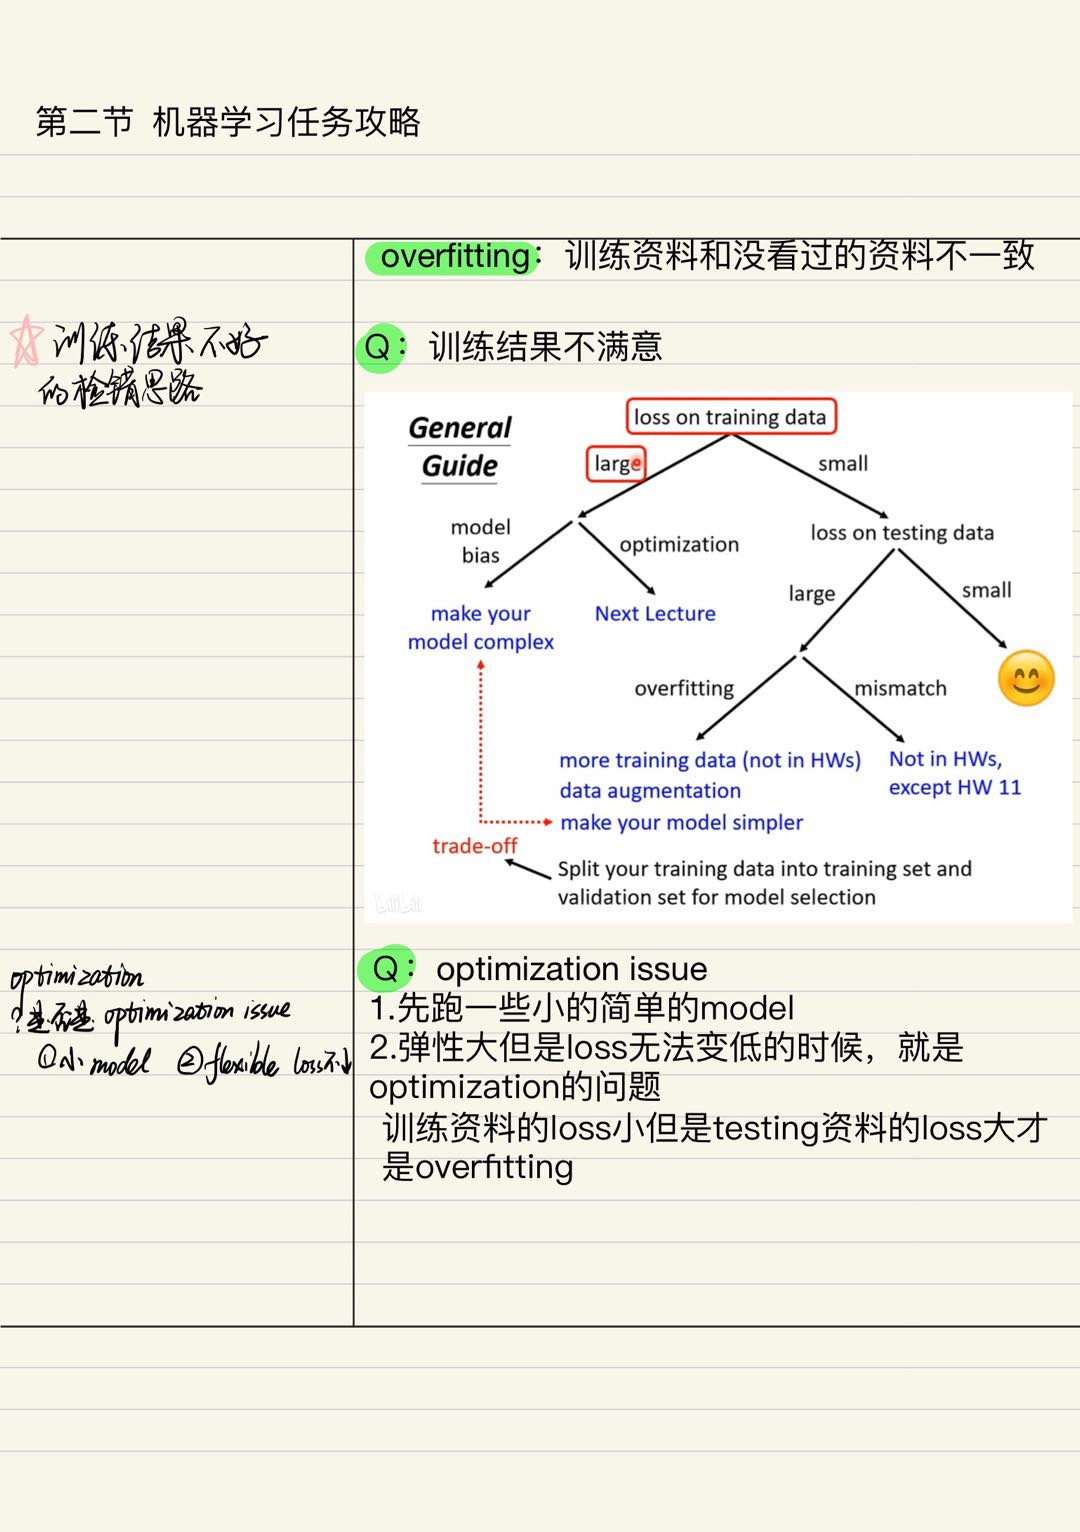 第二节 机器学习任务攻略
overfitting：训练资料和没看过的资料不一致
训练结果不好
的检错思路
Q：训练结果不满意
General
Guide
loss on training data
large
small
model
bias
optimization
loss on testing data
make your
model complex
Next Lecture
large
small
overfitting
mismatch
more training data (not in HWs)
data augmentation
make your model simpler
Not in HWs,
except HW 11
trade-off
Split your training data into training set and
validation set for model selection
bilibili
optimization
?是否是 optimization issue
①小 model ②flexible loss不↓
Q：optimization issue
1.先跑一些小的简单的model
2.弹性大但是loss无法变低的时候，就是
optimization的问题
训练资料的loss小但是testing资料的loss大才
是overfitting